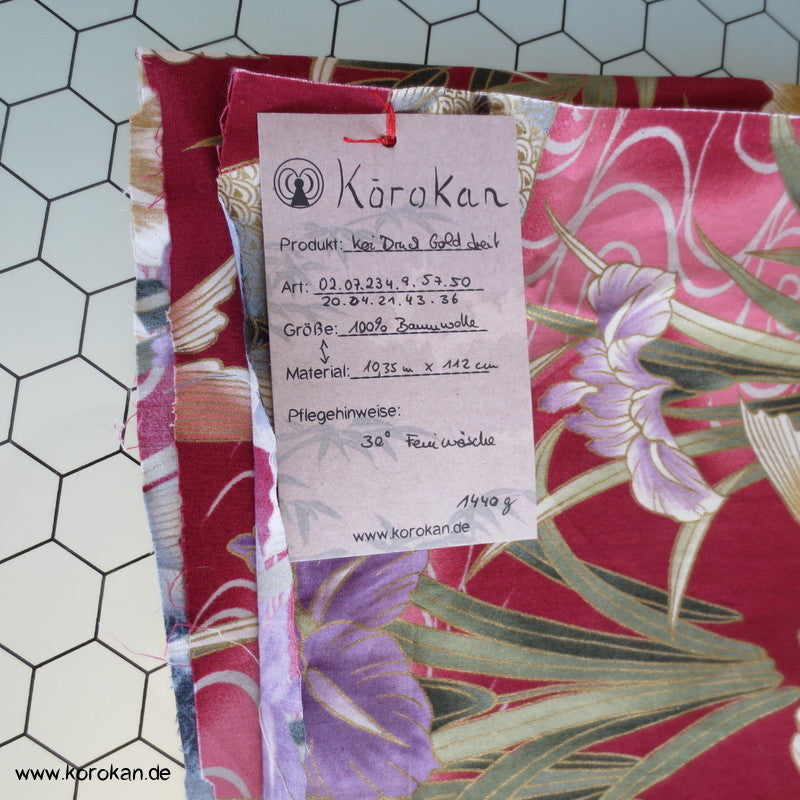 Kōrokan
Produkt: Koi Druck Gold
Art: 02.07.234.9.57.50
20.04.21.43.36
Größe: 100% Baumwolle
Material: 10,35 m x 112 cm
Pflegehinweise:
30° Feinwäsche
1440 g
www.korokan.de
www.korokan.de